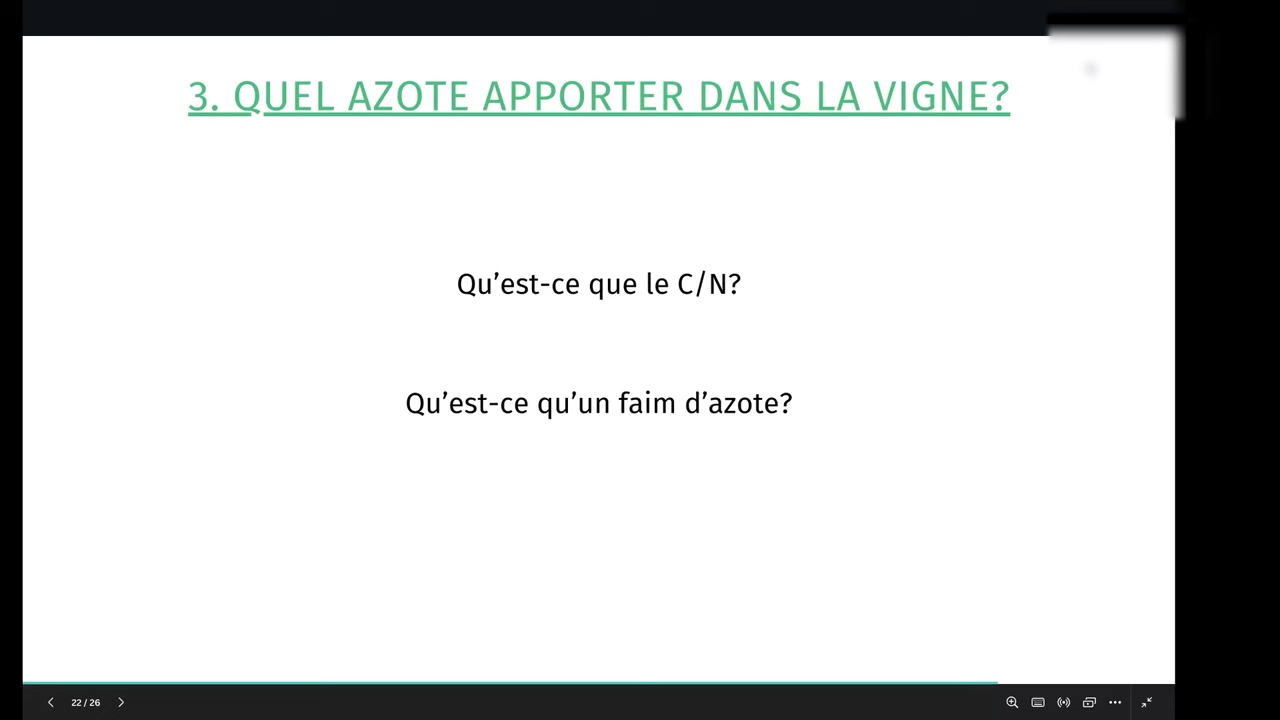 3. QUEL AZOTE APPORTER DANS LA VIGNE?
Qu’est-ce que le C/N?
Qu’est-ce qu’un faim d’azote?
22 / 26